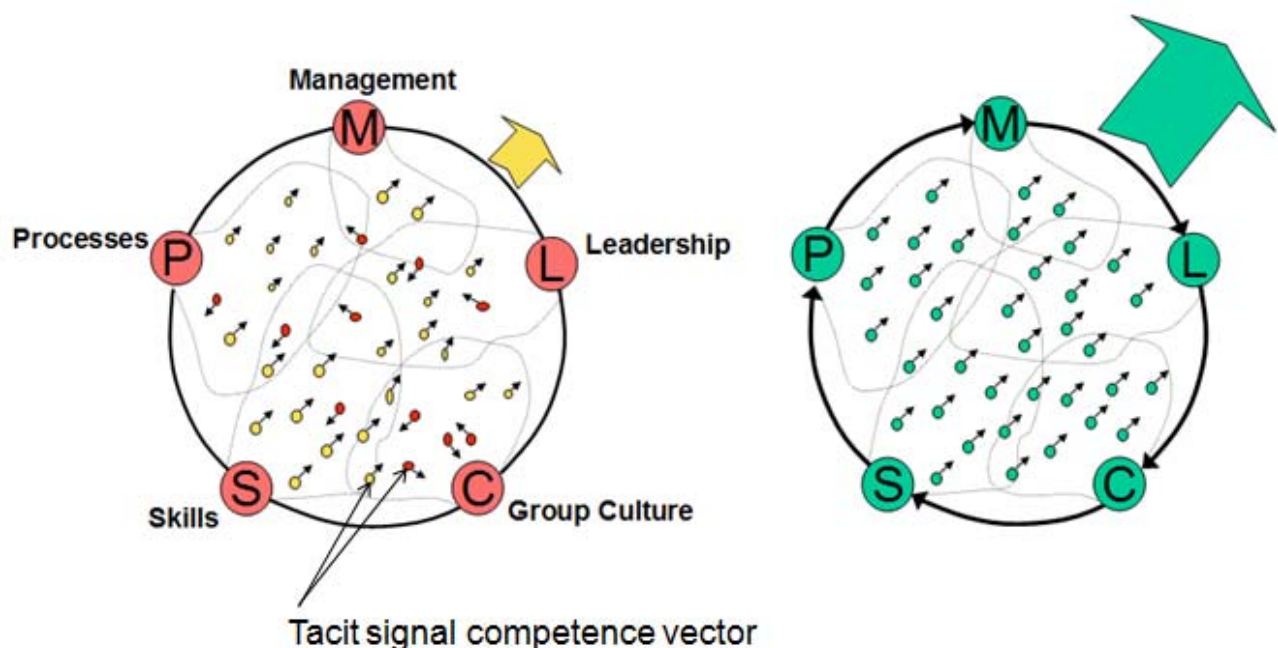 Management
M
M
Processes
P
L
Leadership
P
L
S
C
S
C
Skills
Group Culture
Tacit signal competence vector